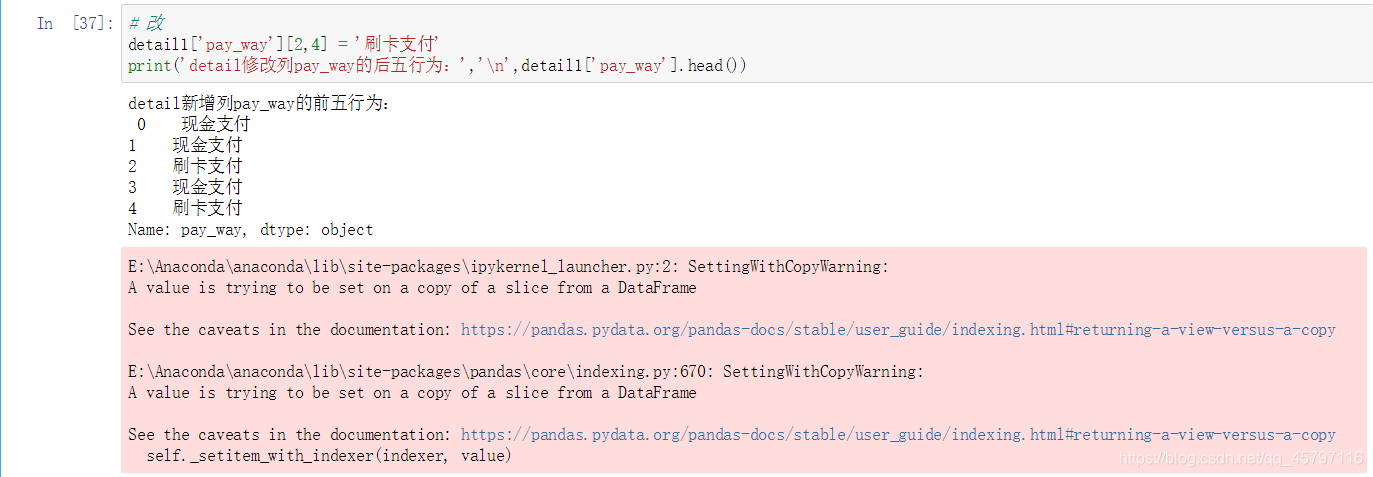 In [37]:
# 改
detail1['pay_way'][2,4] = '刷卡支付'
print('detail修改列pay_way的后五行为：','\n',detail1['pay_way'].head())
detail新增列pay_way的前五行为：
0 现金支付
1 现金支付
2 刷卡支付
3 现金支付
4 刷卡支付
Name: pay_way, dtype: object
E:\Anaconda\anaconda\lib\site-packages\ipykernel_launcher.py:2: SettingWithCopyWarning:
A value is trying to be set on a copy of a slice from a DataFrame
See the caveats in the documentation: https://pandas.pydata.org/pandas-docs/stable/user_guide/indexing.html#returning-a-view-versus-a-copy
E:\Anaconda\anaconda\lib\site-packages\pandas\core\indexing.py:670: SettingWithCopyWarning:
A value is trying to be set on a copy of a slice from a DataFrame
See the caveats in the documentation: https://pandas.pydata.org/pandas-docs/stable/user_guide/indexing.html#returning-a-view-versus-a-copy
self._setitem_with_indexer(indexer, value)
https://blog.csdn.net/qq_45797116